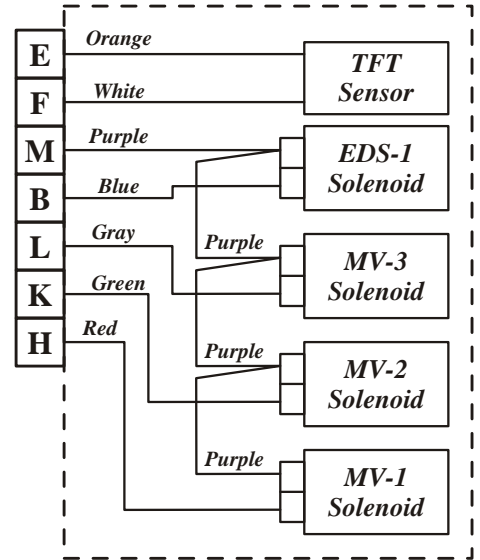 E
Orange
TFT
Sensor
F
White
M
Purple
EDS-1
Solenoid
B
Blue
L
Gray
Purple
MV-3
Solenoid
K
Green
H
Red
Purple
MV-2
Solenoid
Purple
MV-1
Solenoid